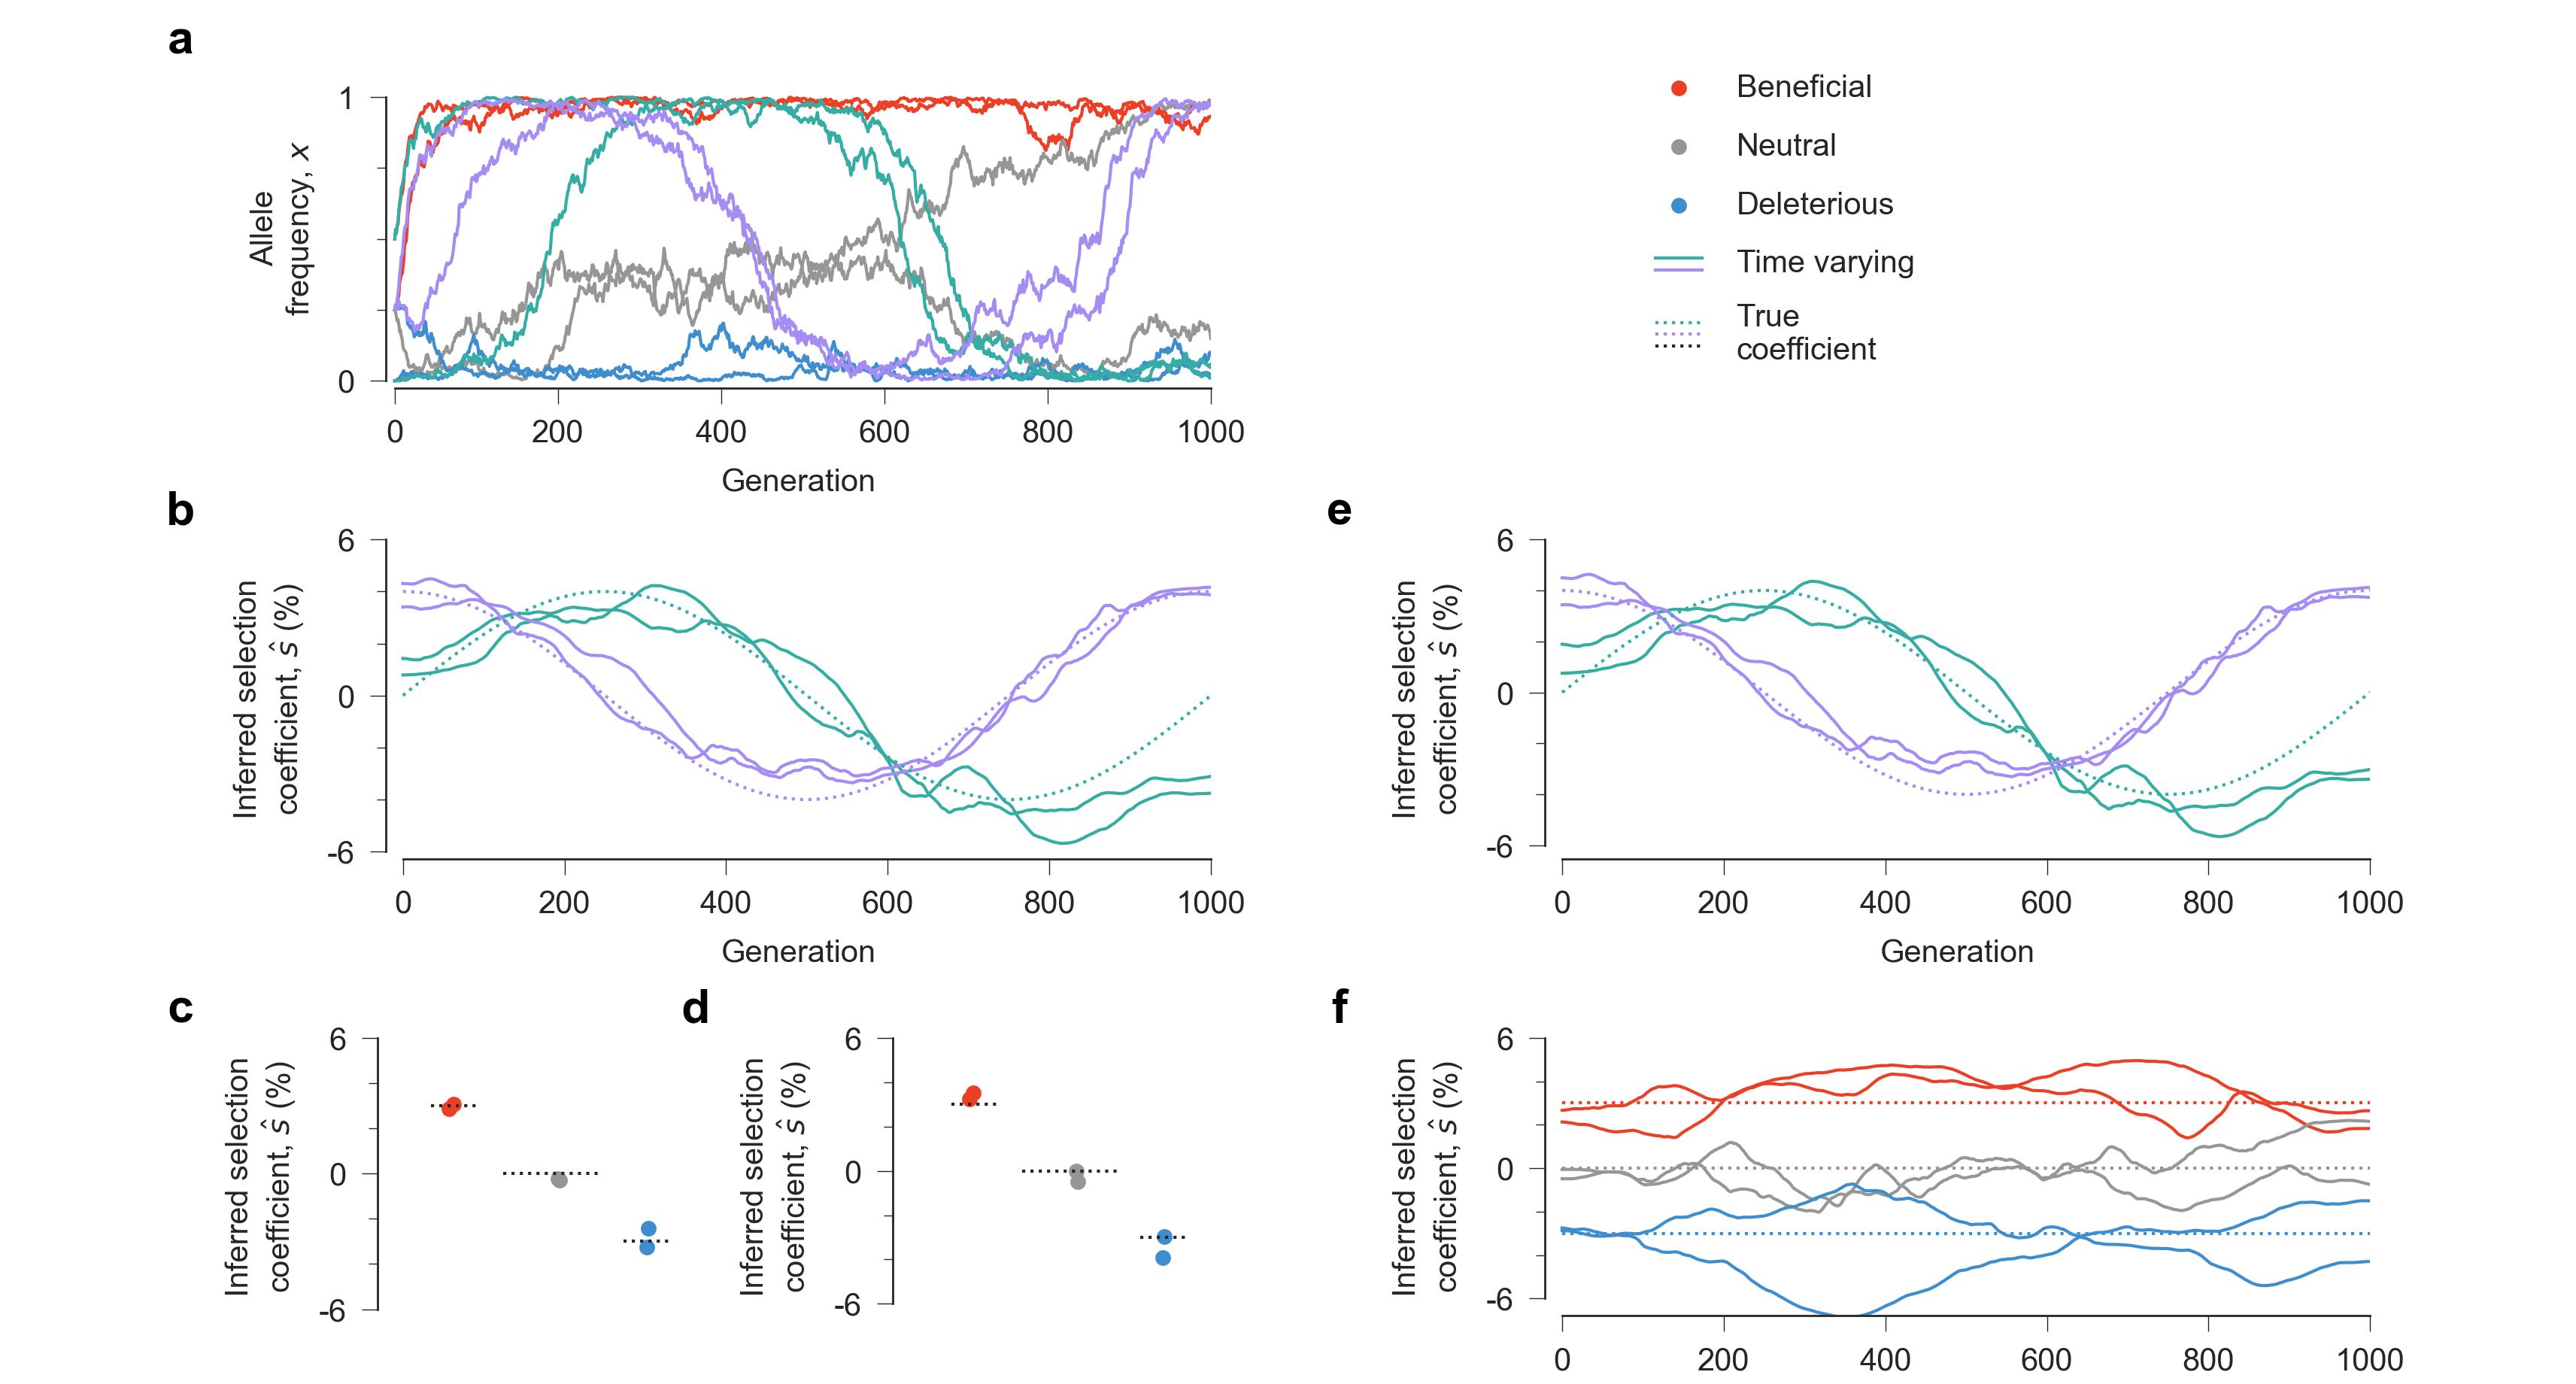 a
1
0
Allele
frequency, x
0 200 400 600 800 1000
Generation
Beneficial
Neutral
Deleterious
Time varying
True
coefficient
b
6
0
-6
Inferred selection
coefficient, ŝ (%)
0 200 400 600 800 1000
Generation
e
6
0
-6
Inferred selection
coefficient, ŝ (%)
0 200 400 600 800 1000
Generation
c
6
0
-6
Inferred selection
coefficient, ŝ (%)
d
6
0
-6
Inferred selection
coefficient, ŝ (%)
f
6
0
-6
Inferred selection
coefficient, ŝ (%)
0 200 400 600 800 1000